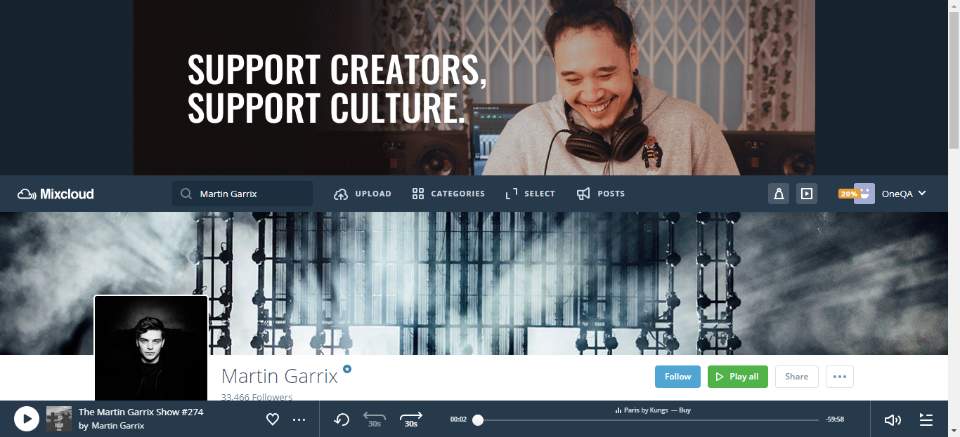 SUPPORT CREATORS,
SUPPORT CULTURE.
Mixcloud
Martin Garrix
UPLOAD
CATEGORIES
SELECT
POSTS
20%
OneQA
Martin Garrix
33,466 Followers
Follow
Play all
Share
The Martin Garrix Show #274
by Martin Garrix
30s
30s
00:02
Paris by Kungs — Buy
-59:58